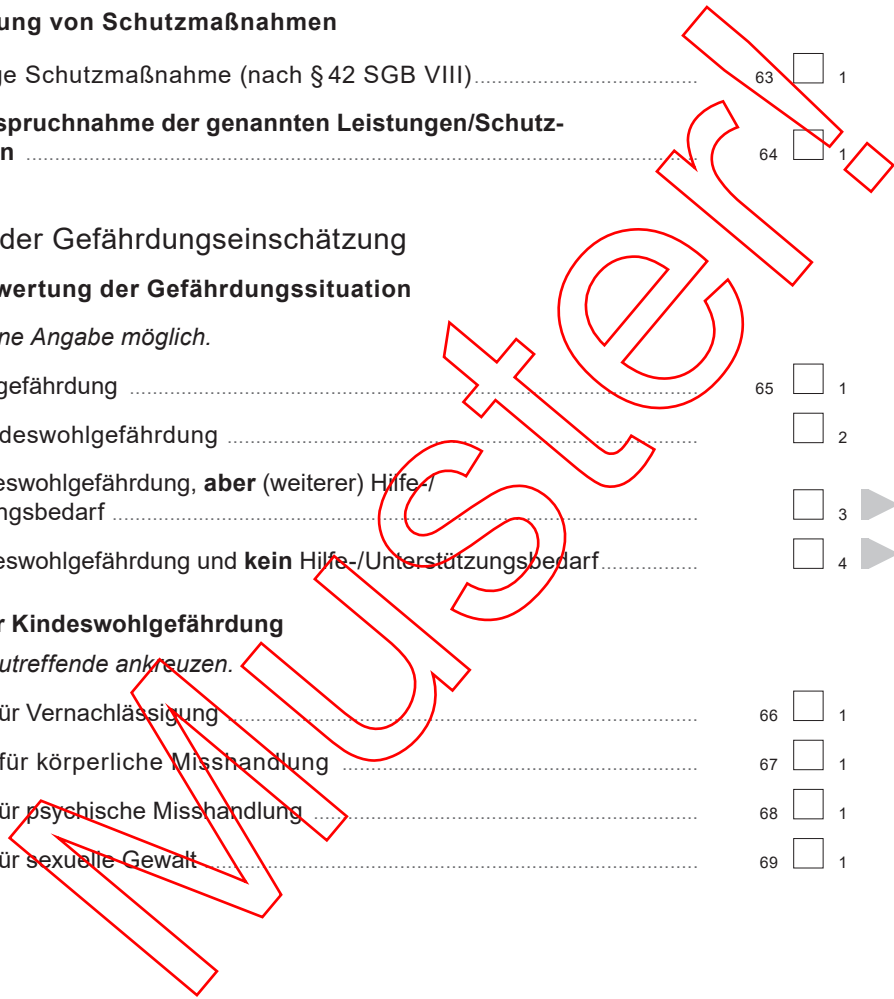 ung von Schutzmaßnahmen
ge Schutzmaßnahme (nach § 42 SGB VIII) 63 1
spruchnahme der genannten Leistungen/Schutz-
n 64 1
der Gefährdungseinschätzung
wertung der Gefährdungssituation
ne Angabe möglich.
gefährdung 65 1
deswohlgefährdung 2
eswohlgefährdung, aber (weiterer) Hilfe-/
ngsbedarf 3
eswohlgefährdung und kein Hilfe-/Unterstützungsbedarf 4
r Kindeswohlgefährdung
utreffende ankreuzen.
ür Vernachlässigung 66 1
für körperliche Misshandlung 67 1
ür psychische Misshandlung 68 1
ür sexuelle Gewalt 69 1
Muster!